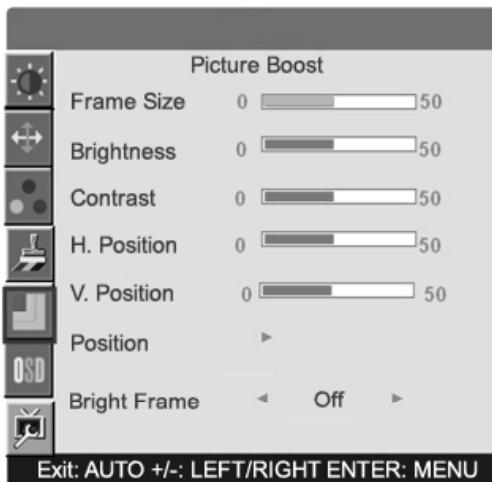 Picture Boost
Frame Size 0 50
Brightness 0 50
Contrast 0 50
H. Position 0 50
V. Position 0 50
Position
OSD
Bright Frame Off
Exit: AUTO +/-: LEFT/RIGHT ENTER: MENU